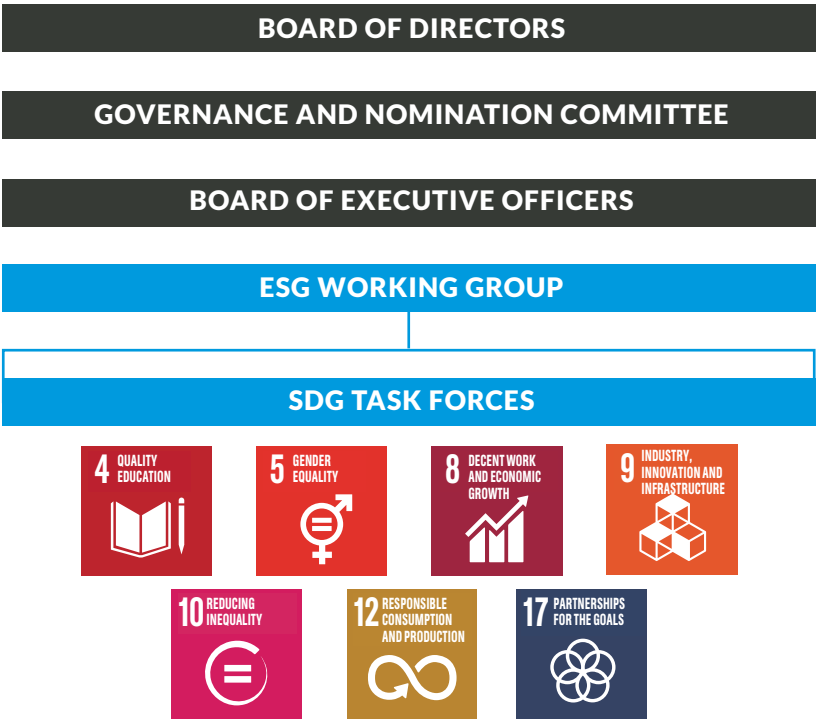 BOARD OF DIRECTORS
GOVERNANCE AND NOMINATION COMMITTEE
BOARD OF EXECUTIVE OFFICERS
ESG WORKING GROUP
SDG TASK FORCES
4 QUALITY
EDUCATION
5 GENDER
EQUALITY
8 DECENT WORK
AND ECONOMIC
GROWTH
9 INDUSTRY,
INNOVATION AND
INFRASTRUCTURE
10 REDUCING
INEQUALITY
12 RESPONSIBLE
CONSUMPTION
AND PRODUCTION
17 PARTNERSHIPS
FOR THE GOALS